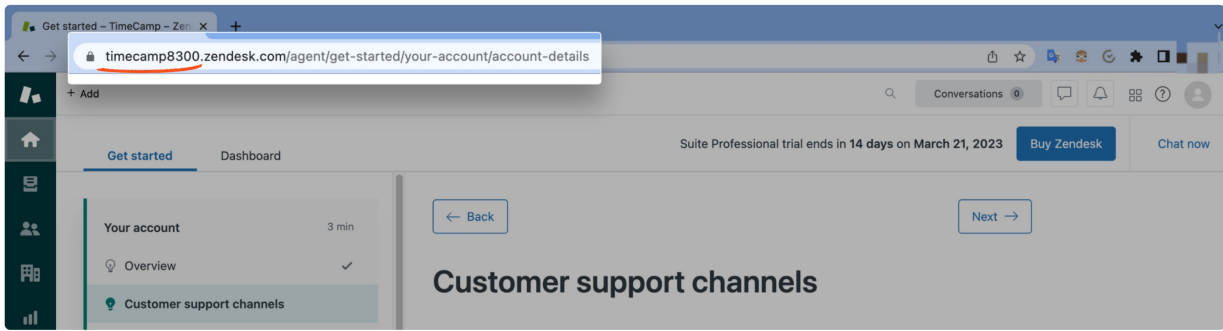 Get started – TimeCamp – Zen
timecamp8300.zendesk.com/agent/get-started/your-account/account-details
+ Add
Conversations 0
Get started
Dashboard
Suite Professional trial ends in 14 days on March 21, 2023
Buy Zendesk
Chat now
Your account
3 min
← Back
Next →
Overview
Customer support channels
Customer support channels